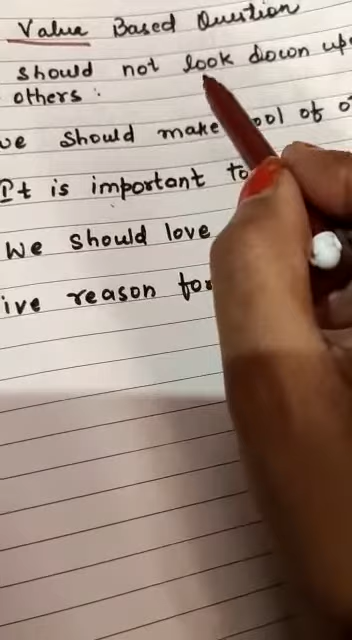 Value Based Question
should not look down up
others :
we should make ool of o
It is important to
We should love
ive reason for